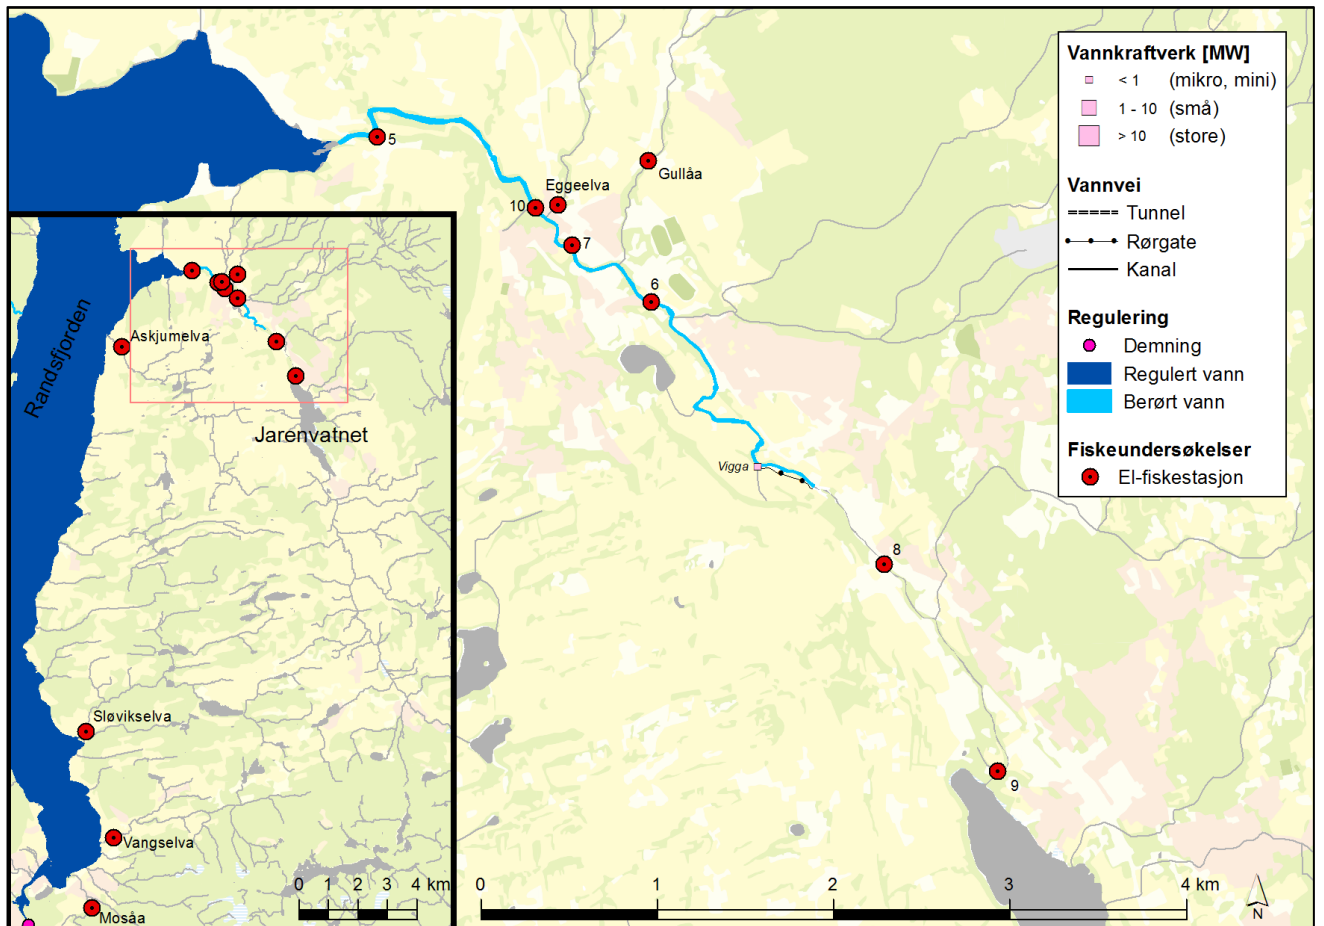 Vannkraftverk [MW]
< 1 (mikro, mini)
1 - 10 (små)
> 10 (store)
Vannvei
Tunnel
Rørgate
Kanal
Regulering
Demning
Regulert vann
Berørt vann
Fiskeundersøkelser
El-fiskestasjon
5
Gullåa
Eggeelva
10
7
6
Vigga
8
9
Randsfjorden
Askjumelva
Jarenvatnet
Sløvikselva
Vangselva
Mosåa
0 1 2 3 4 km
0 1 2 3 4 km
N